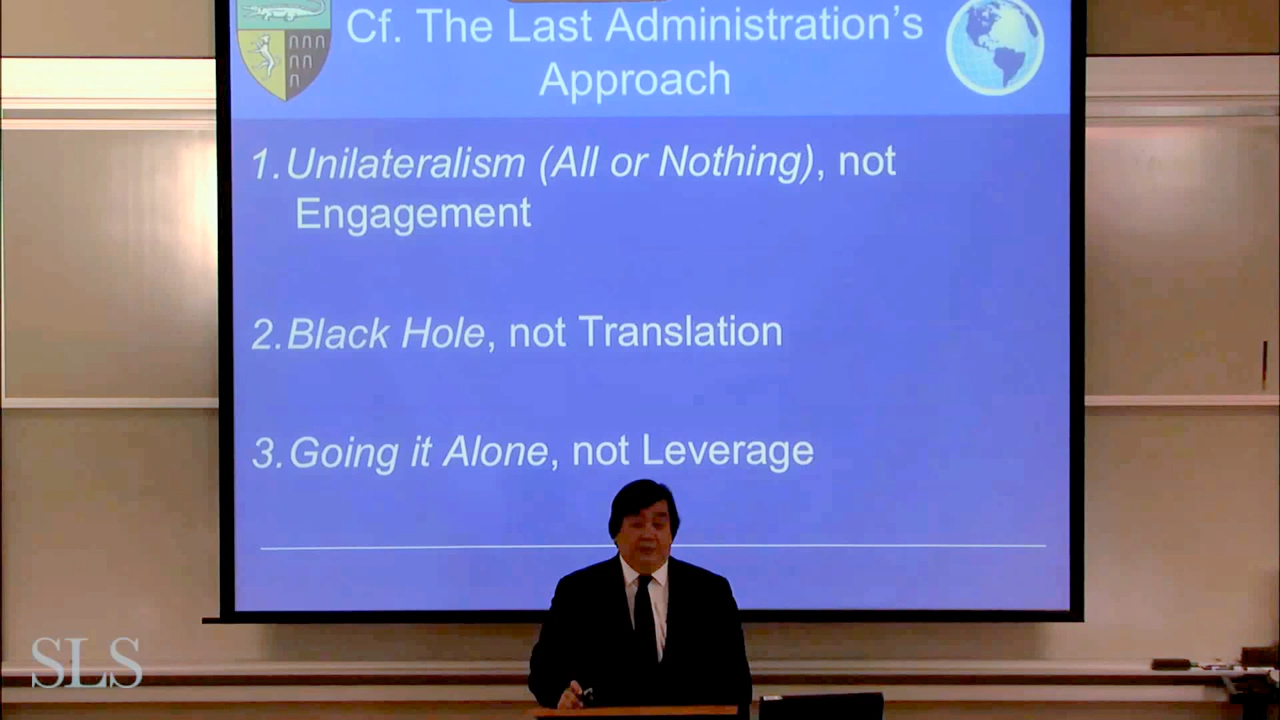 Cf. The Last Administration's
Approach
1. Unilateralism (All or Nothing), not
Engagement
2. Black Hole, not Translation
3. Going it Alone, not Leverage
SLS